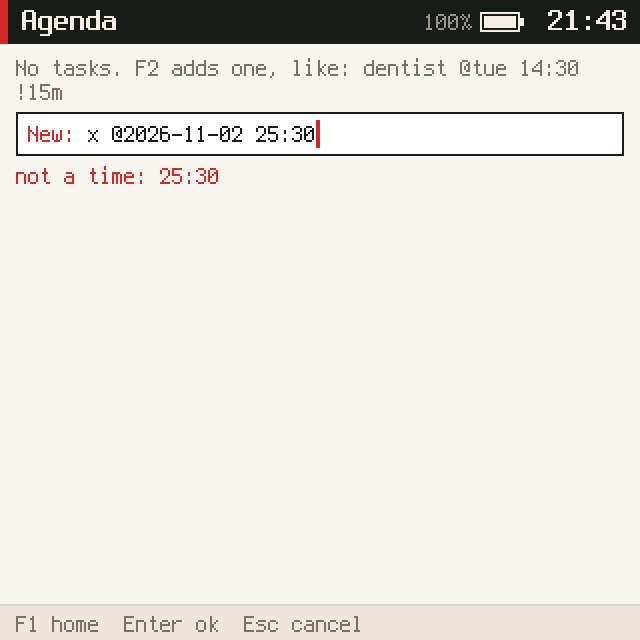 Agenda 100% 21:43
No tasks. F2 adds one, like: dentist @tue 14:30
!15m
New: x @2026-11-02 25:30
not a time: 25:30
F1 home Enter ok Esc cancel